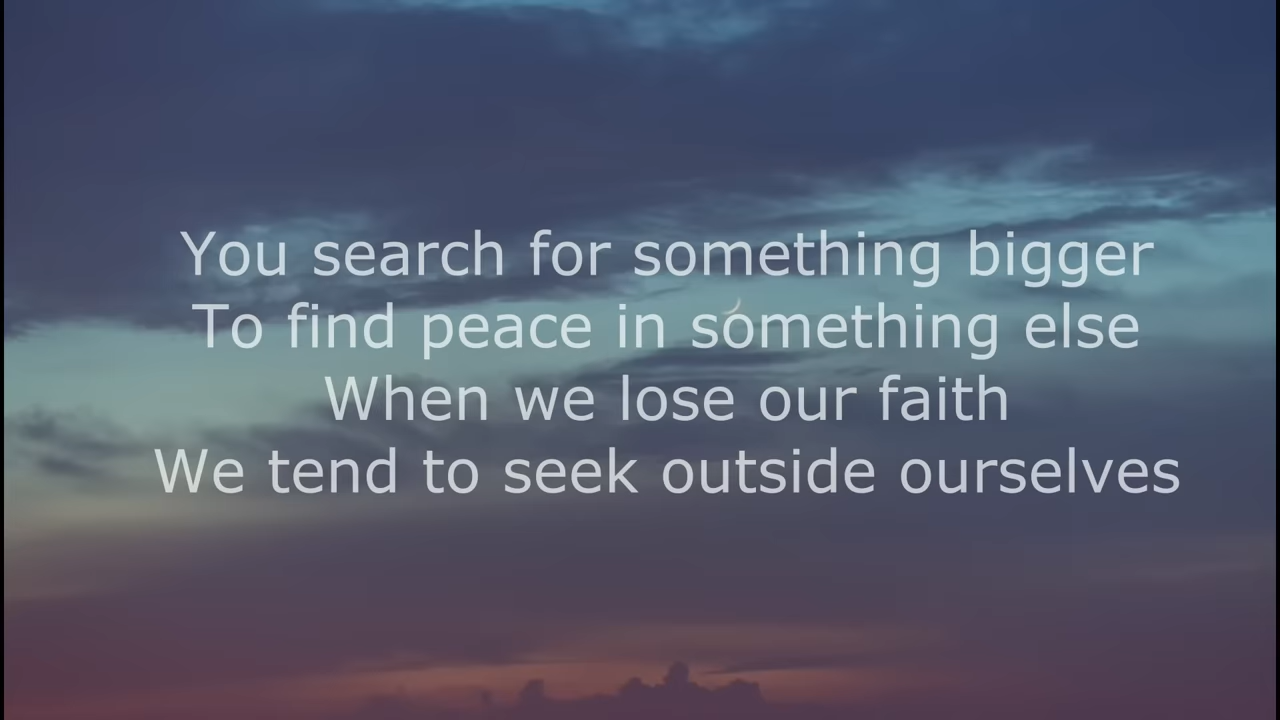 You search for something bigger
To find peace in something else
When we lose our faith
We tend to seek outside ourselves